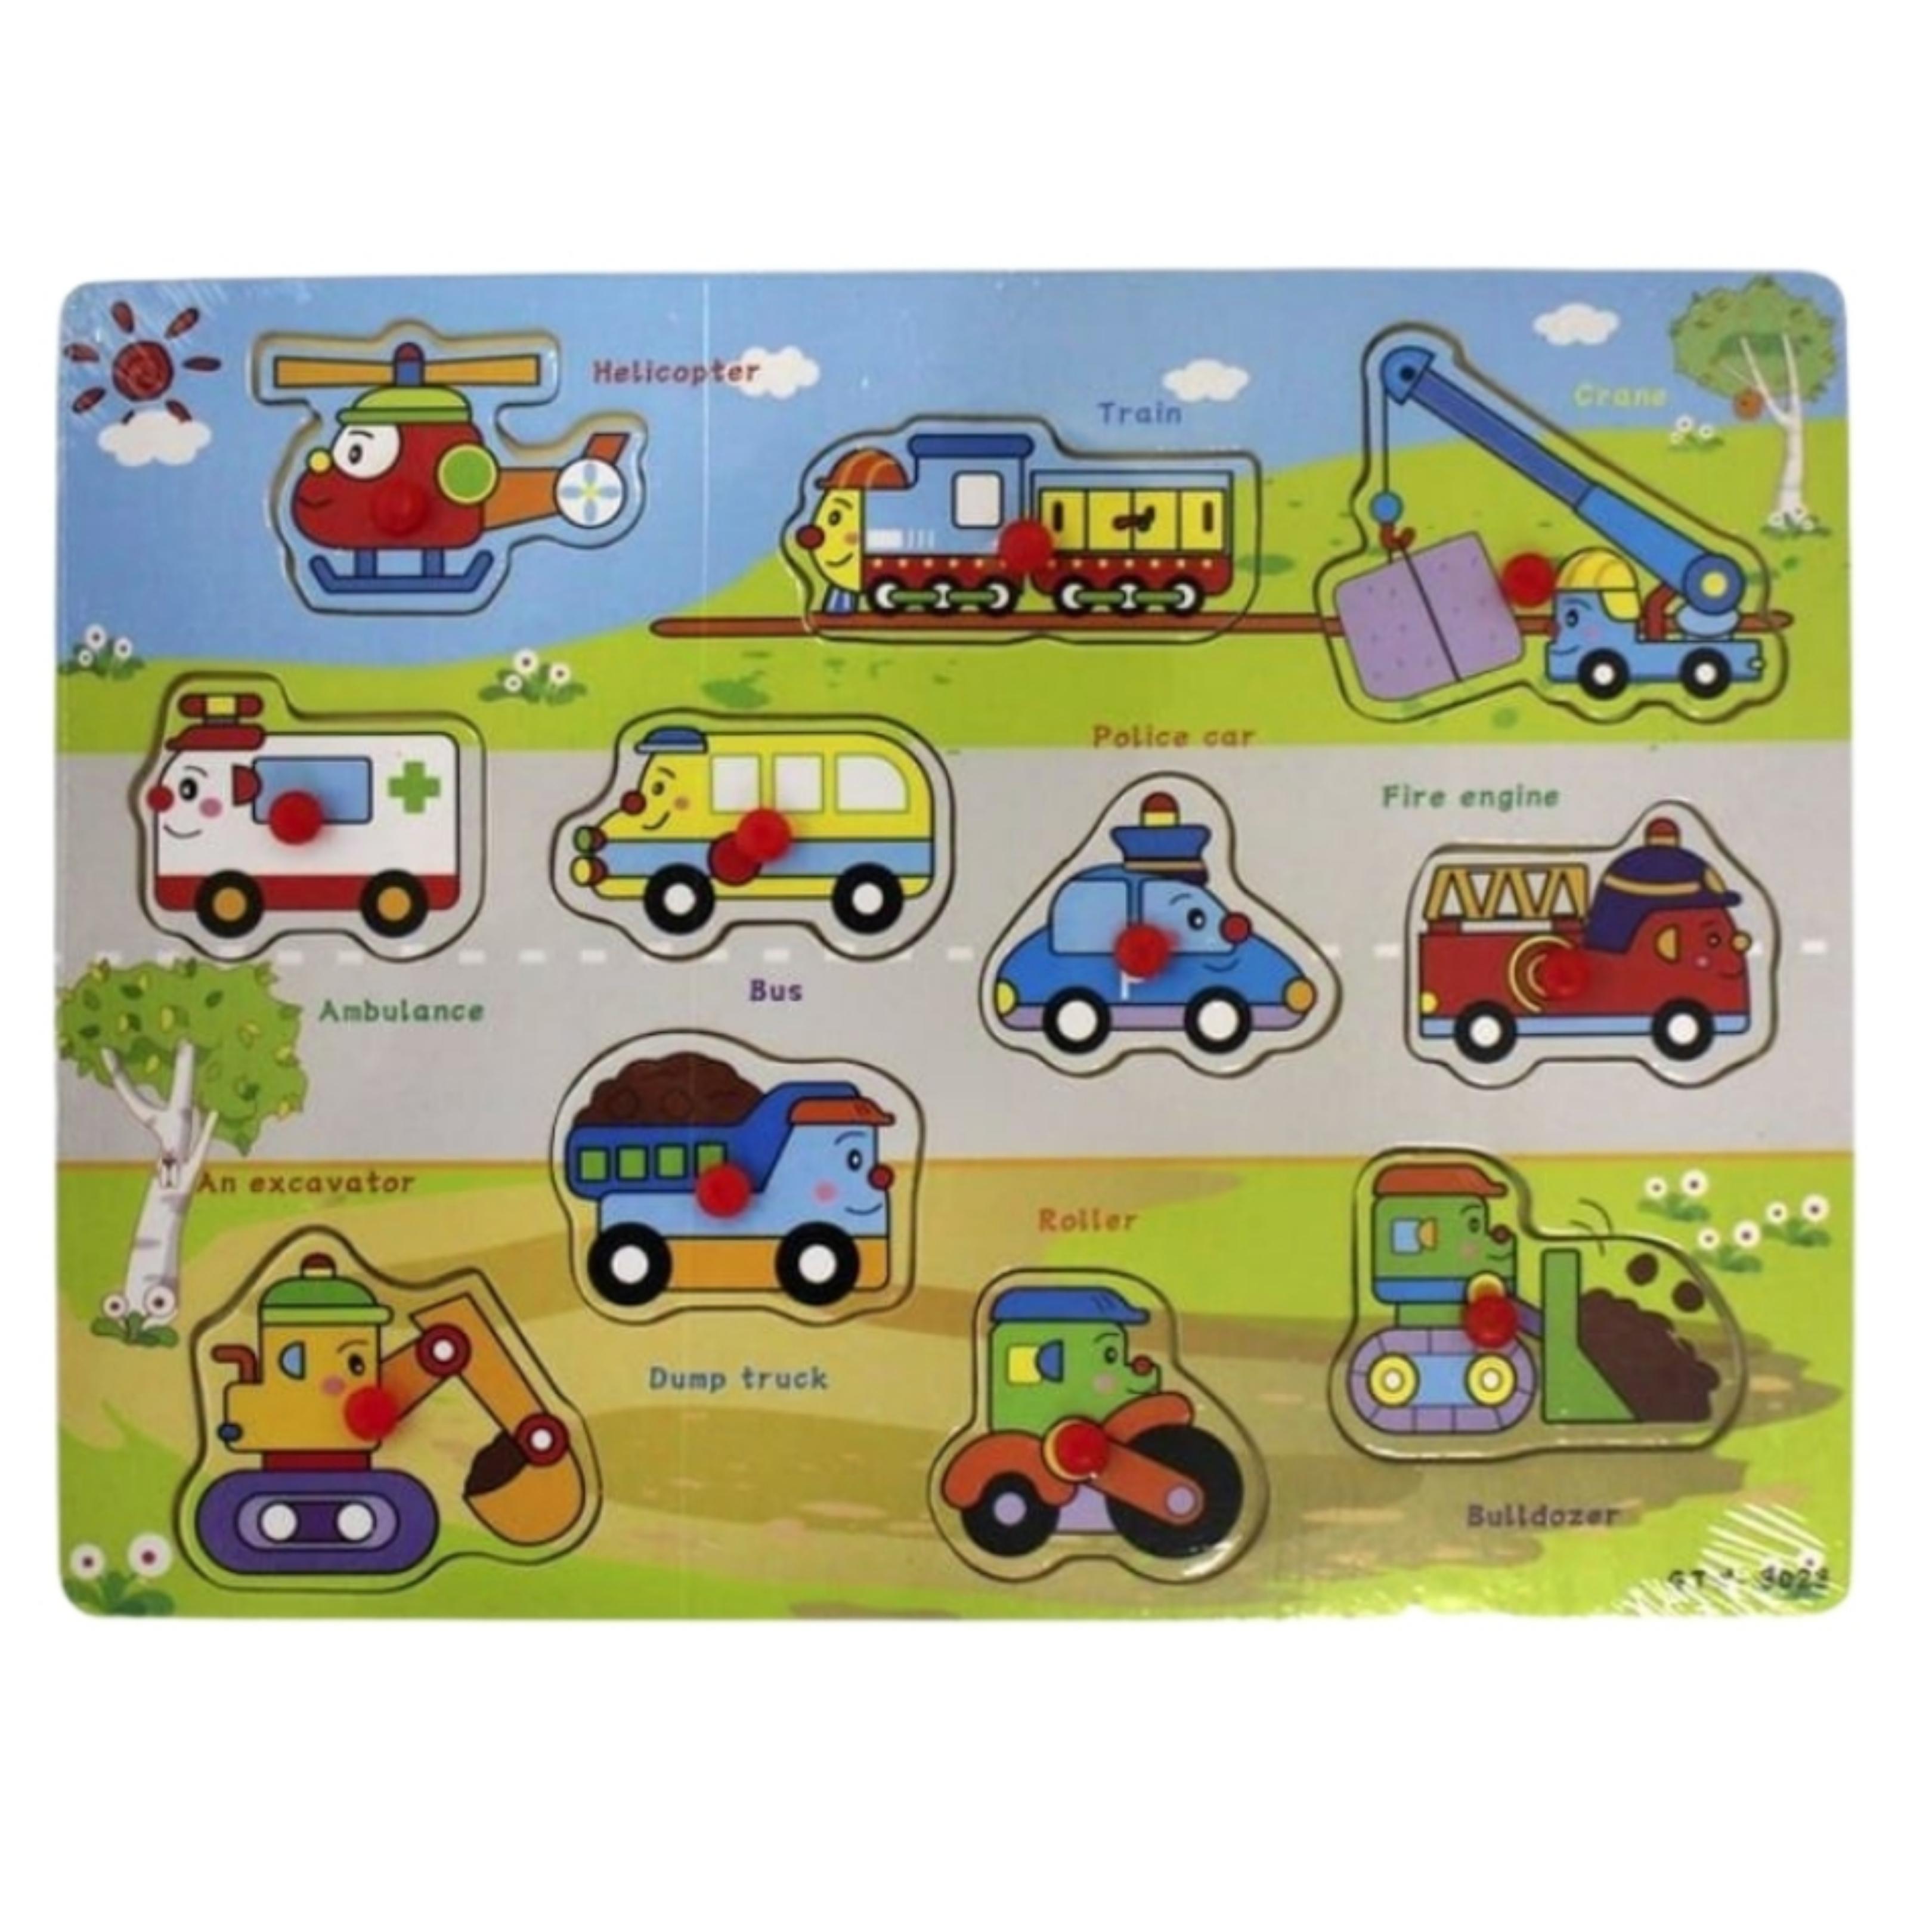 Helicopter
Train
Crane
Police car
Fire engine
Ambulance
Bus
An excavator
Roller
Dump truck
Bulldozer